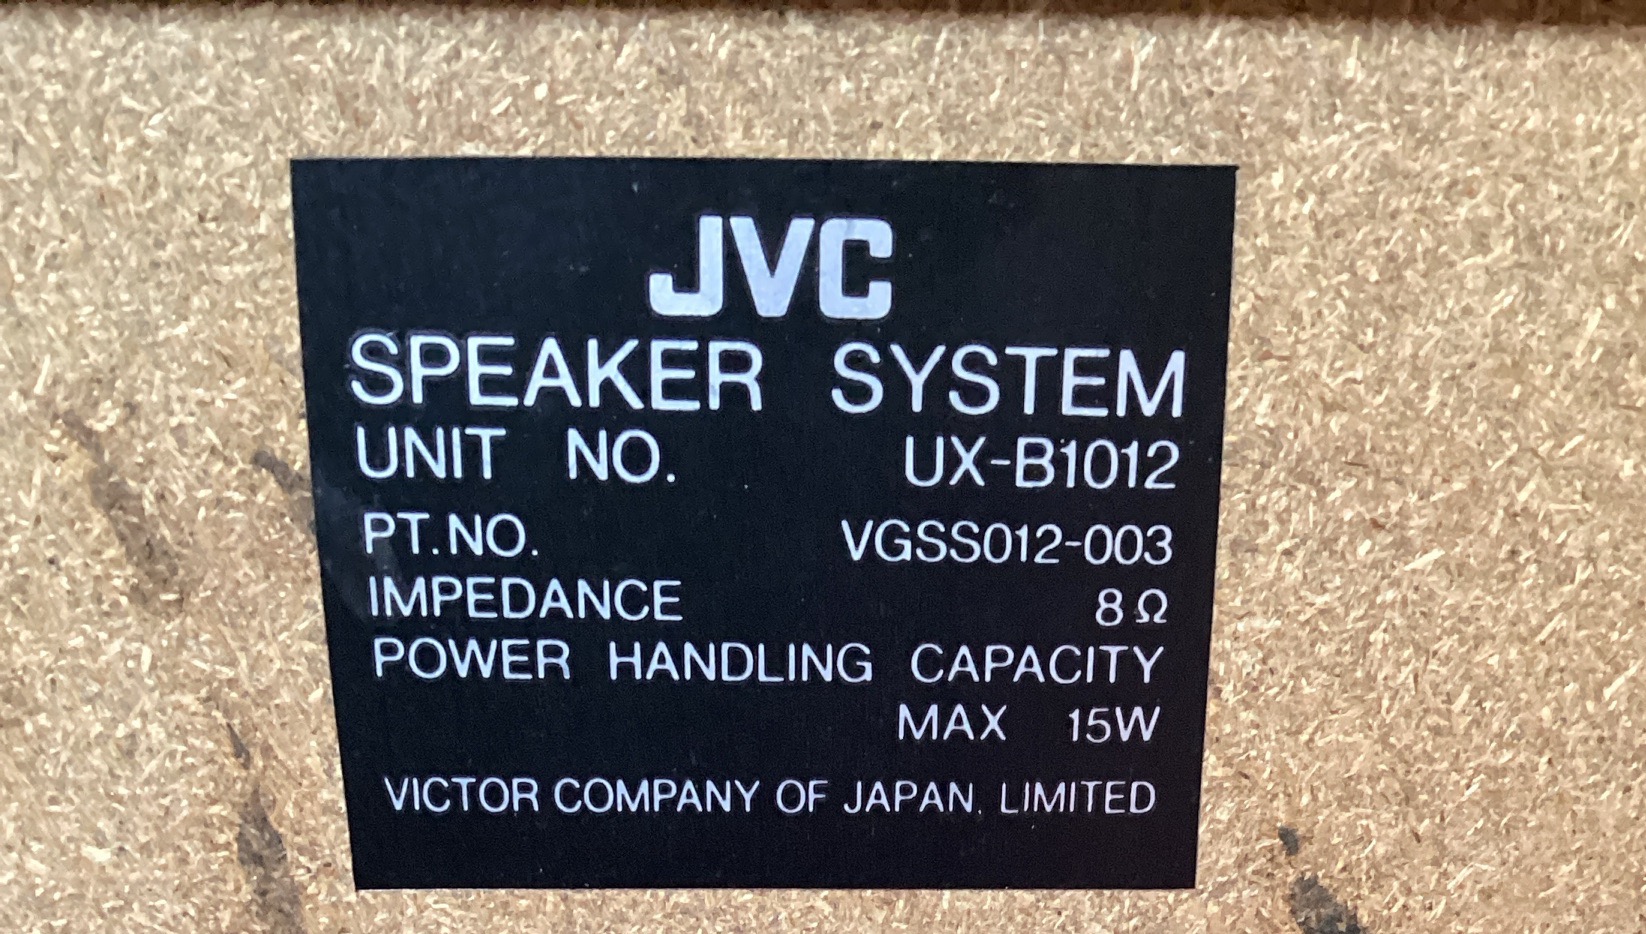 JVC
SPEAKER SYSTEM
UNIT NO. UX-B1012
PT.NO. VGSS012-003
IMPEDANCE 8Ω
POWER HANDLING CAPACITY
MAX 15W
VICTOR COMPANY OF JAPAN, LIMITED